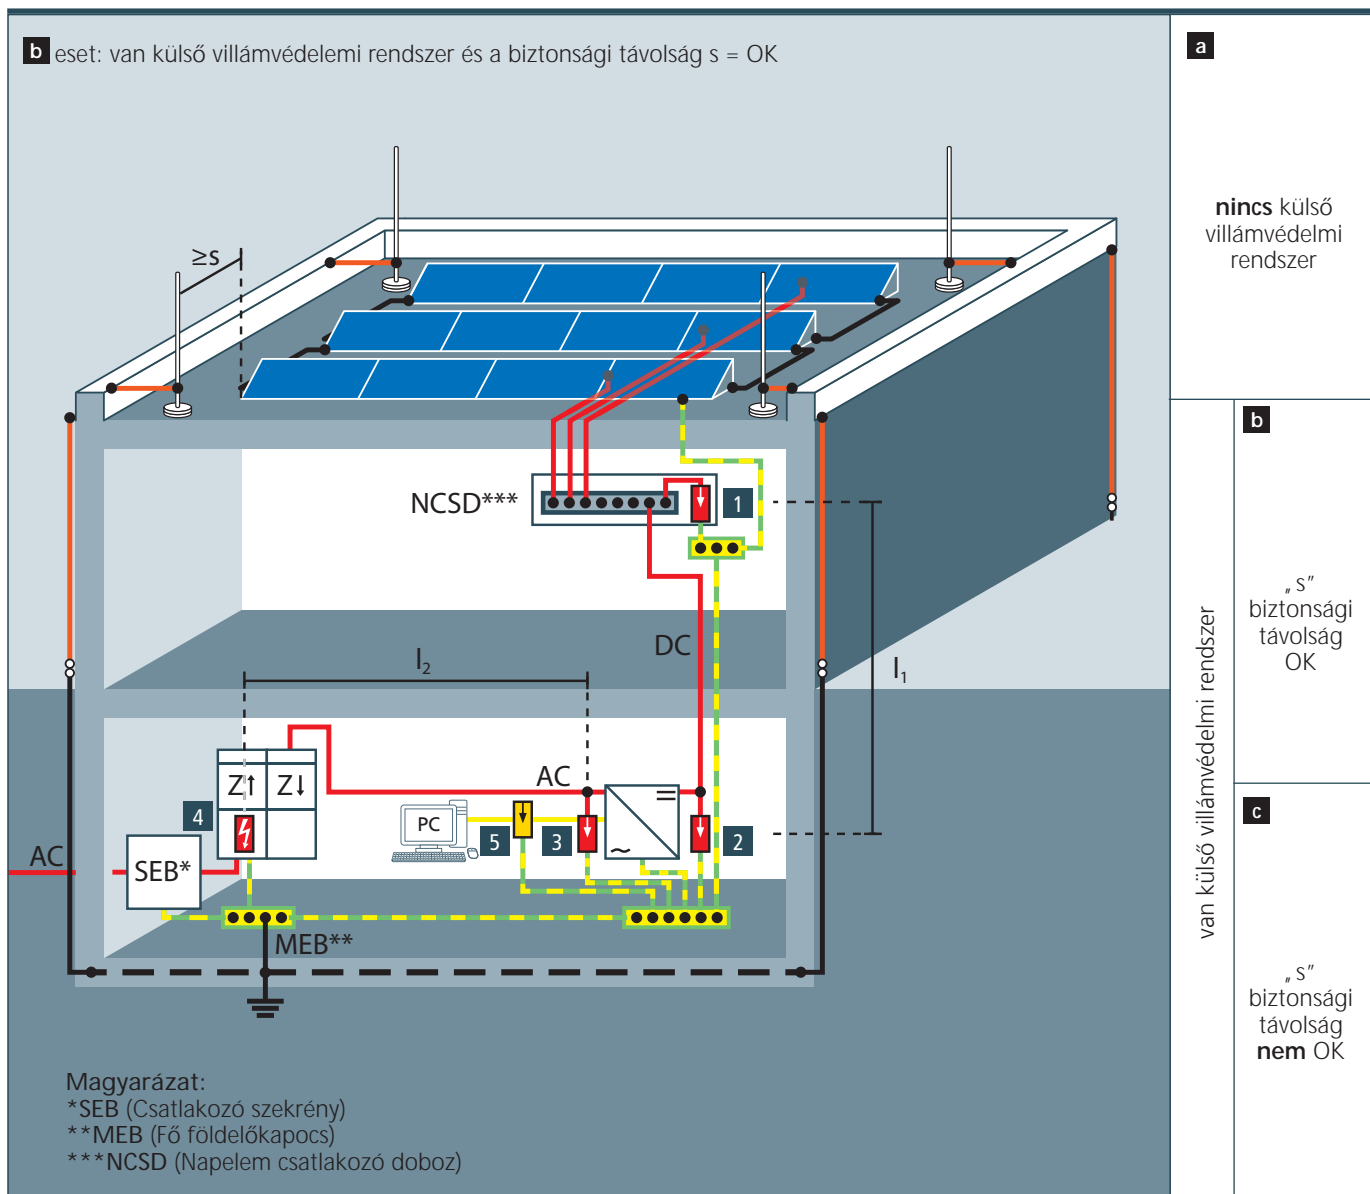 b eset: van külső villámvédelemi rendszer és a biztonsági távolság s = OK
≥s
NCSD***
1
DC
l₂
l₁
Z↑ Z↓
AC
4
PC
5
3
2
AC
SEB*
MEB**
Magyarázat:
*SEB (Csatlakozó szekrény)
**MEB (Fő földelőkapocs)
***NCSD (Napelem csatlakozó doboz)
a
nincs külső
villámvédelmi
rendszer
van külső villámvédelmi rendszer
b
„s”
biztonsági
távolság
OK
c
„s”
biztonsági
távolság
nem OK